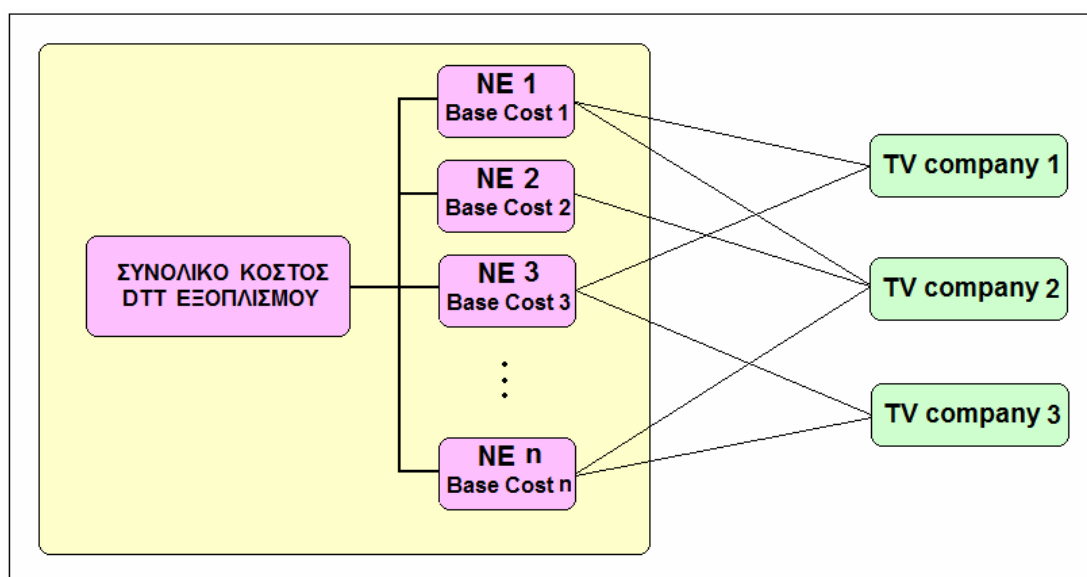 ΣΥΝΟΛΙΚΟ ΚΟΣΤΟΣ
DTT ΕΞΟΠΛΙΣΜΟΥ
NE 1
Base Cost 1
NE 2
Base Cost 2
NE 3
Base Cost 3
NE n
Base Cost n
TV company 1
TV company 2
TV company 3